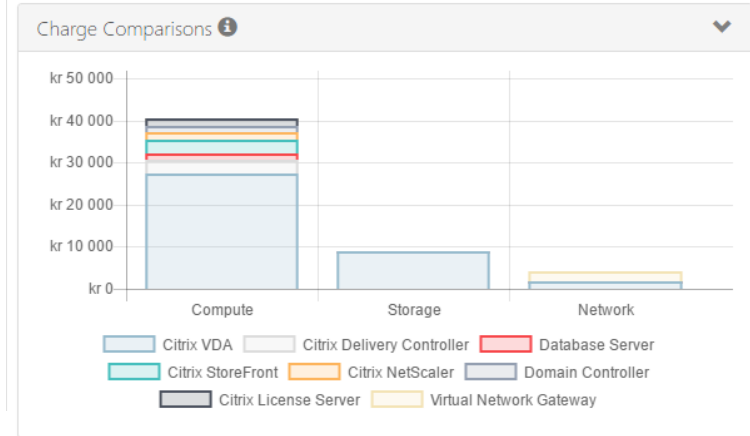 Charge Comparisons
kr 50 000
kr 40 000
kr 30 000
kr 20 000
kr 10 000
kr 0
Compute Storage Network
Citrix VDA Citrix Delivery Controller Database Server
Citrix StoreFront Citrix NetScaler Domain Controller
Citrix License Server Virtual Network Gateway